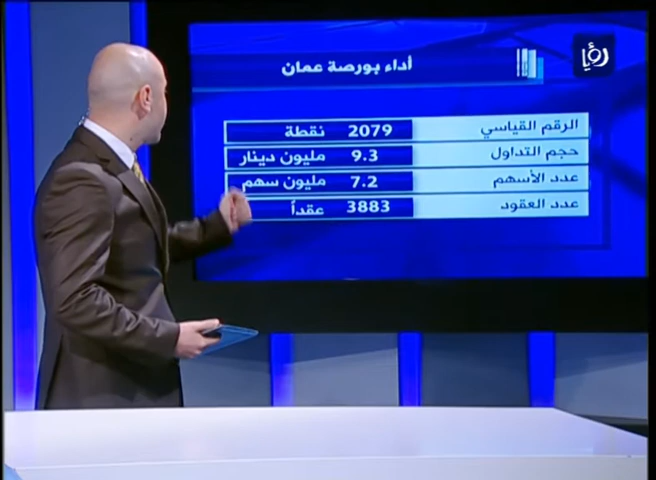 رؤيا
أداء بورصة عمان
الرقم القياسي 2079 نقطة
حجم التداول 9.3 مليون دينار
عدد الأسهم 7.2 مليون سهم
عدد العقود 3883 عقداً